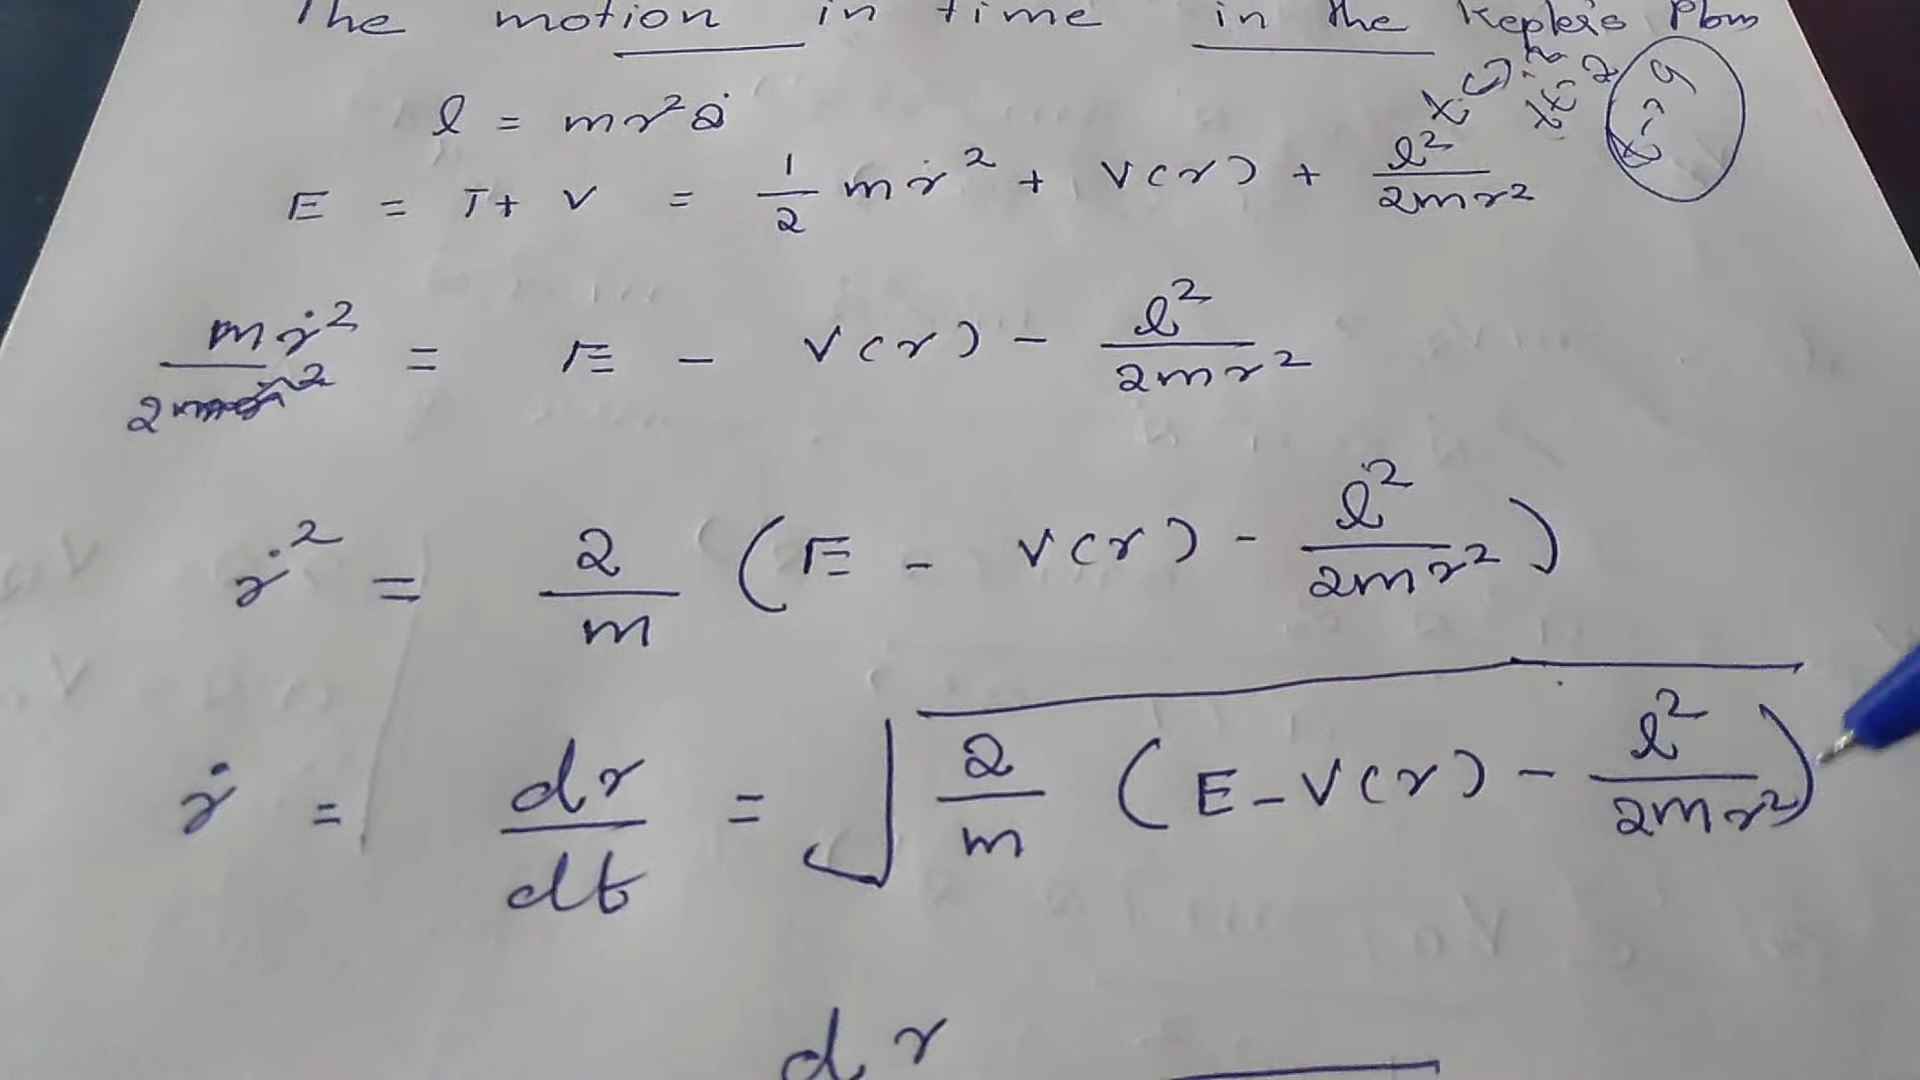 The motion in time in the Kepler's Pbm
l = mr²θ̇
E = T + V = 1/2 mṙ² + V(r) + l²/2mr²
mṙ²/2 = E - V(r) - l²/2mr²
ṙ² = 2/m (E - V(r) - l²/2mr²)
ṙ = dr/dt = √(2/m (E - V(r) - l²/2mr²))
dr